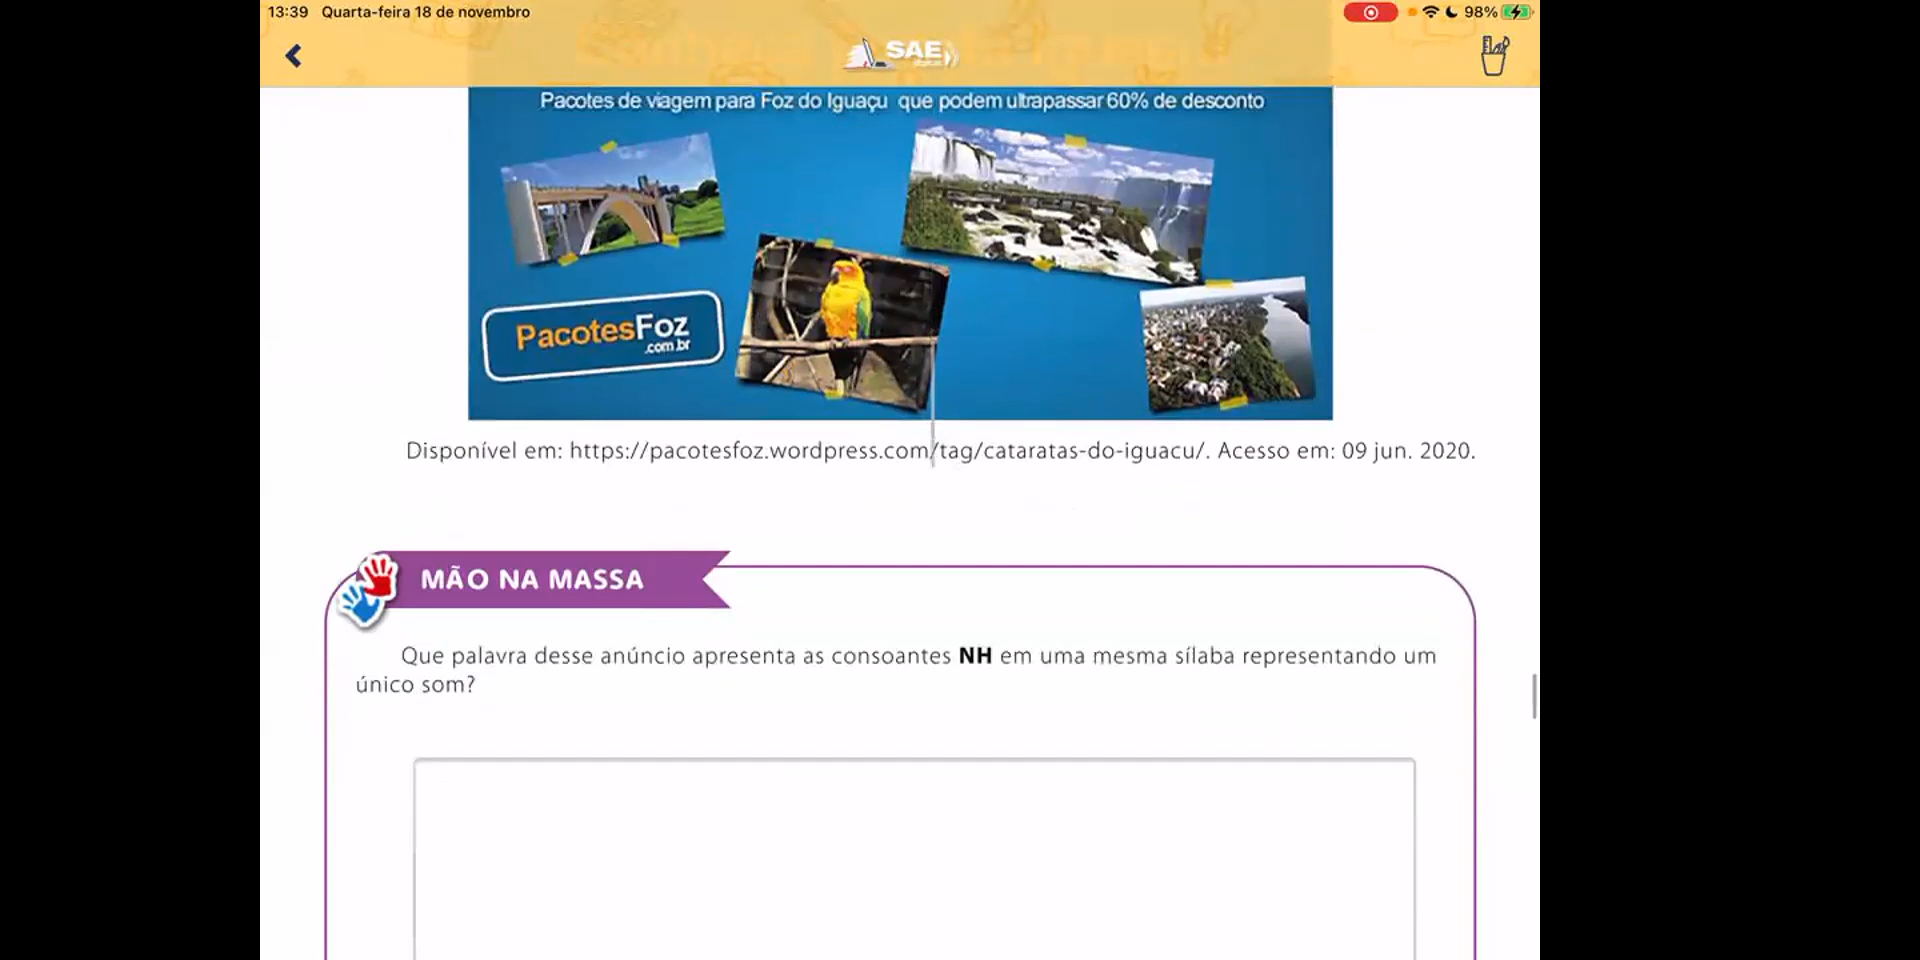 13:39 Quarta-feira 18 de novembro
98%
SAE
digital
Pacotes de viagem para Foz do Iguaçu que podem ultrapassar 60% de desconto
PacotesFoz
.com.br
Disponível em: https://pacotesfoz.wordpress.com/tag/cataratas-do-iguacu/. Acesso em: 09 jun. 2020.
MÃO NA MASSA
Que palavra desse anúncio apresenta as consoantes NH em uma mesma sílaba representando um
único som?